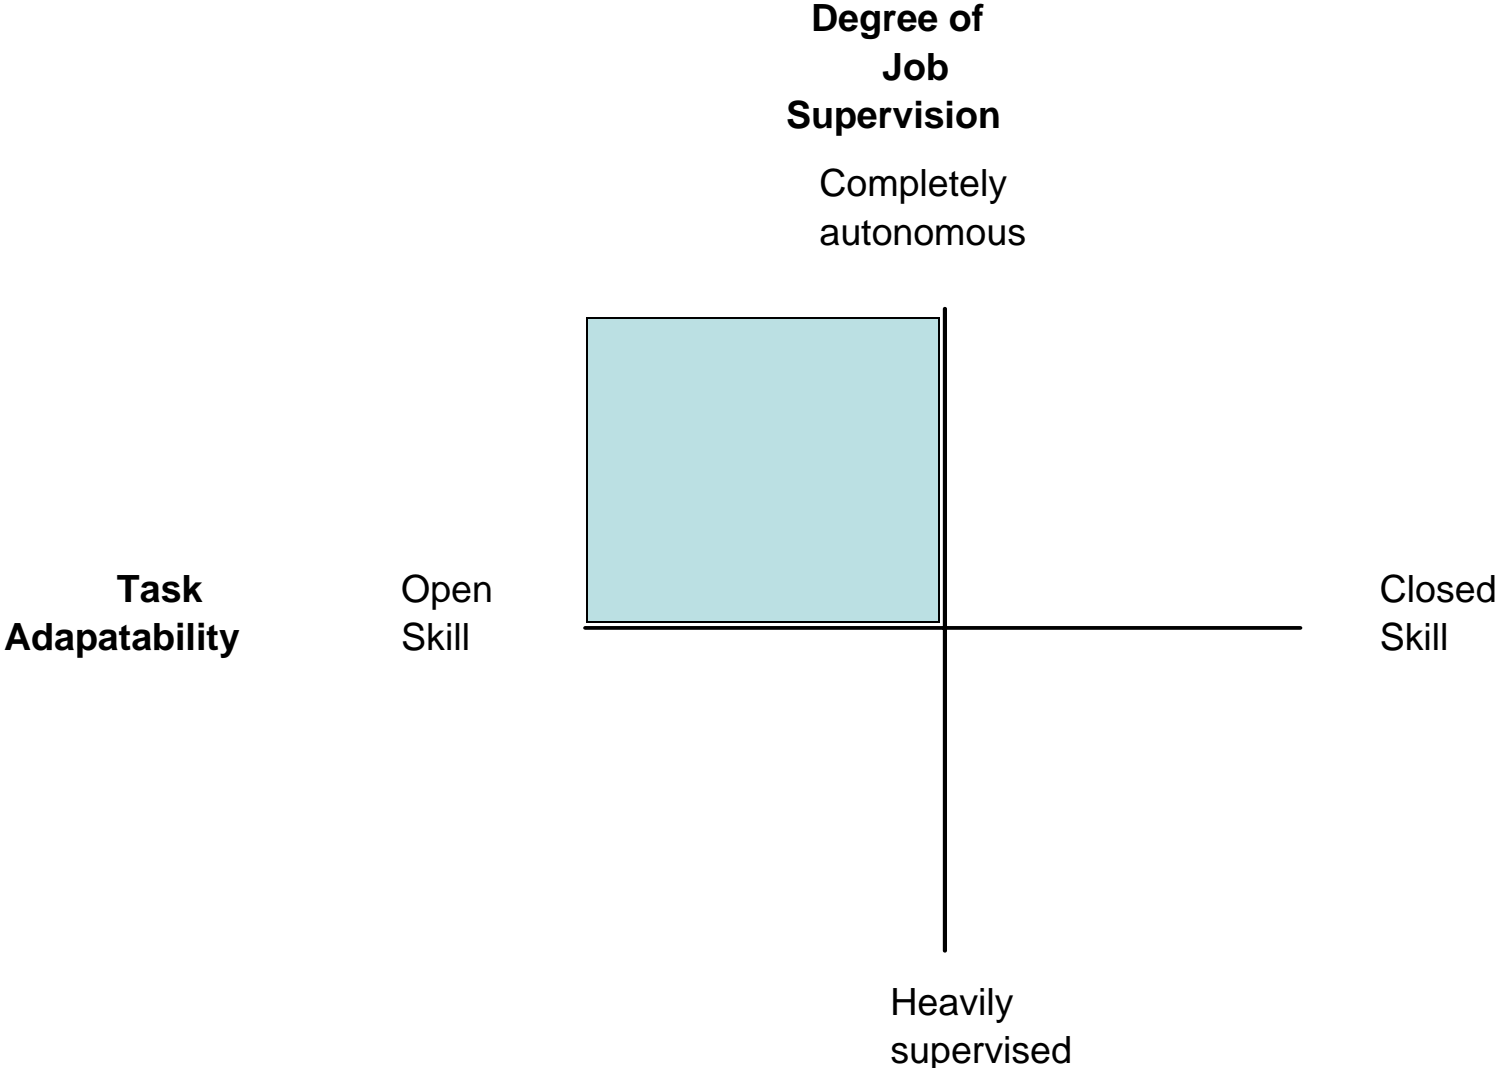 Degree of
Job
Supervision
Completely
autonomous
Task
Adapatability
Open
Skill
Closed
Skill
Heavily
supervised